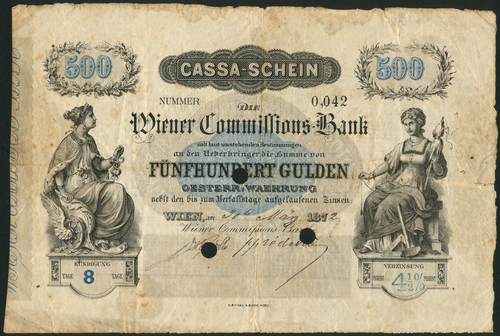 500 CASSA-SCHEIN 500
NUMMER 0,042
DIE
Wiener Commissions-Bank
zahlt laut umstehenden Bestimmungen
an den Ueberbringer die Summe von
FÜNFHUNDERT GULDEN
OESTERR. WAEHRUNG
nebst den bis zum Verfallstage aufgelaufenen Zinsen.
WIEN, am Mäz 1872
Wiener Commissions-Bank
KÜNDIGUNG
TAGE 8 TAGE
VERZINSUNG
4